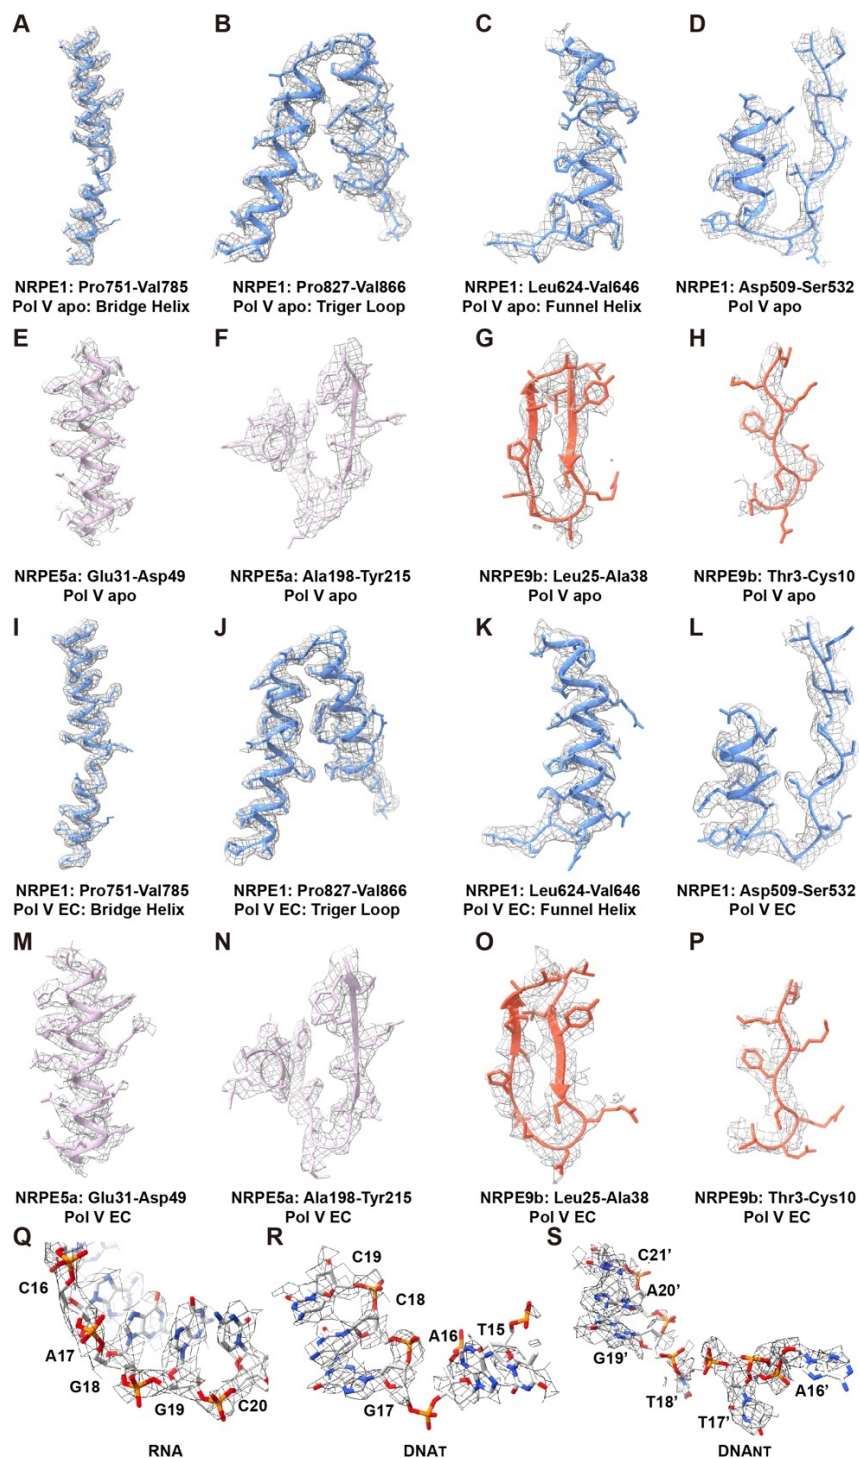 A
B
C
D
NRPE1: Pro751-Val785
Pol V apo: Bridge Helix
NRPE1: Pro827-Val866
Pol V apo: Triger Loop
NRPE1: Leu624-Val646
Pol V apo: Funnel Helix
NRPE1: Asp509-Ser532
Pol V apo
E
F
G
H
NRPE5a: Glu31-Asp49
Pol V apo
NRPE5a: Ala198-Tyr215
Pol V apo
NRPE9b: Leu25-Ala38
Pol V apo
NRPE9b: Thr3-Cys10
Pol V apo
I
J
K
L
NRPE1: Pro751-Val785
Pol V EC: Bridge Helix
NRPE1: Pro827-Val866
Pol V EC: Triger Loop
NRPE1: Leu624-Val646
Pol V EC: Funnel Helix
NRPE1: Asp509-Ser532
Pol V EC
M
N
O
P
NRPE5a: Glu31-Asp49
Pol V EC
NRPE5a: Ala198-Tyr215
Pol V EC
NRPE9b: Leu25-Ala38
Pol V EC
NRPE9b: Thr3-Cys10
Pol V EC
Q
C16
A17
G18
G19
C20
RNA
R
C19
C18
A16
T15
G17
DNAT
S
C21'
A20'
G19'
T18'
T17'
A16'
DNANT